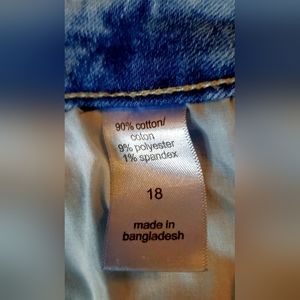 90% cotton/
coton
9% polyester
1% spandex
18
made in
bangladesh